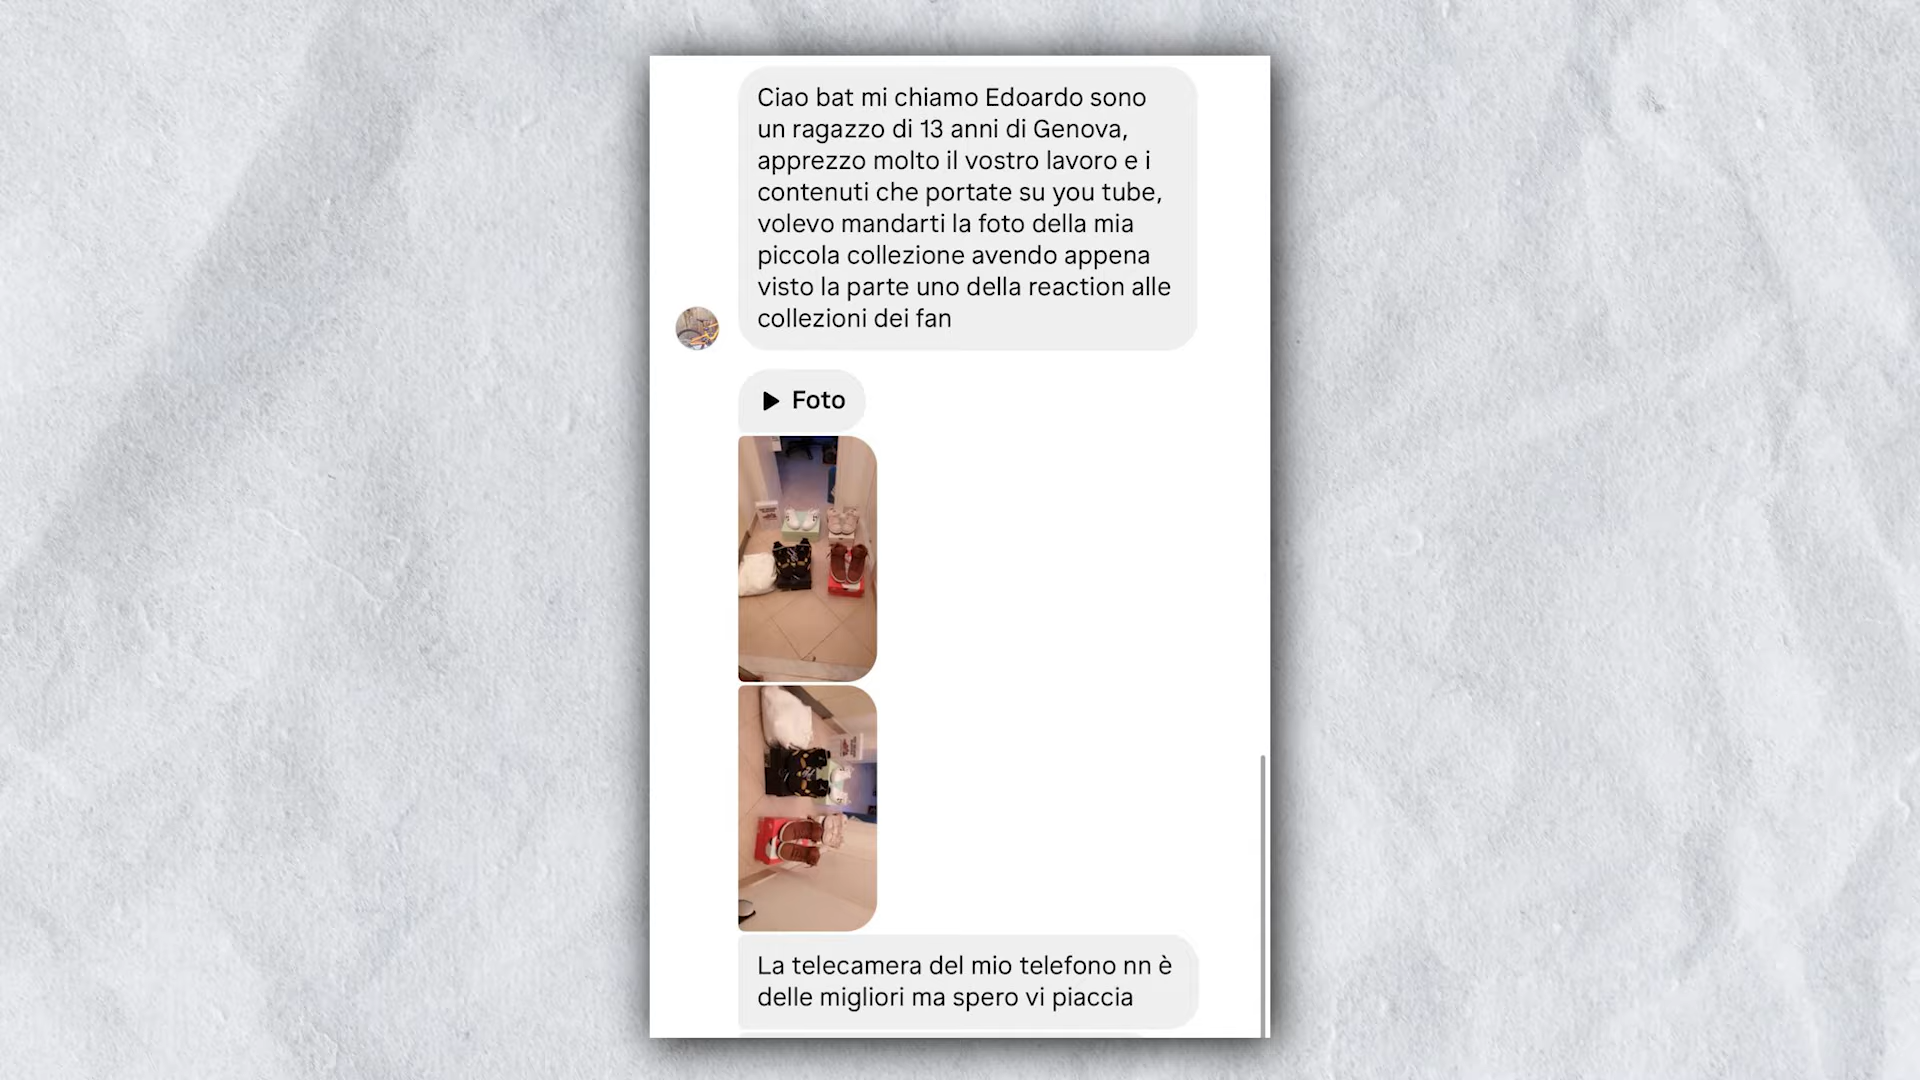 Ciao bat mi chiamo Edoardo sono
un ragazzo di 13 anni di Genova,
apprezzo molto il vostro lavoro e i
contenuti che portate su you tube,
volevo mandarti la foto della mia
piccola collezione avendo appena
visto la parte uno della reaction alle
collezioni dei fan
Foto
La telecamera del mio telefono nn è
delle migliori ma spero vi piaccia